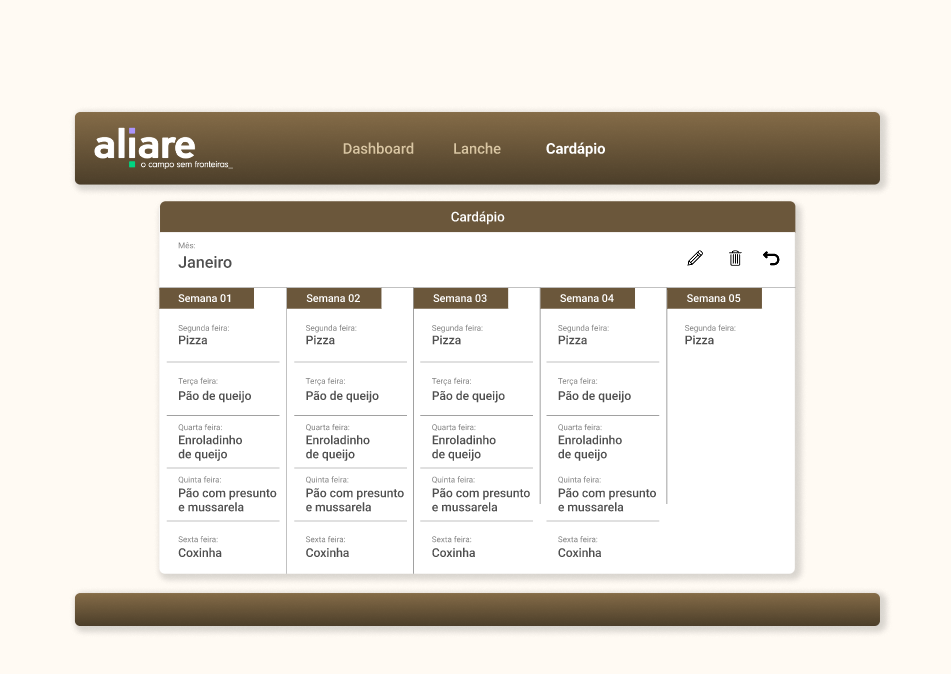 aliare
o campo sem fronteiras_
Dashboard
Lanche
Cardápio
Cardápio
Mês:
Janeiro
Semana 01
Segunda feira:
Pizza
Terça feira:
Pão de queijo
Quarta feira:
Enroladinho
de queijo
Quinta feira:
Pão com presunto
e mussarela
Sexta feira:
Coxinha
Semana 02
Segunda feira:
Pizza
Terça feira:
Pão de queijo
Quarta feira:
Enroladinho
de queijo
Quinta feira:
Pão com presunto
e mussarela
Sexta feira:
Coxinha
Semana 03
Segunda feira:
Pizza
Terça feira:
Pão de queijo
Quarta feira:
Enroladinho
de queijo
Quinta feira:
Pão com presunto
e mussarela
Sexta feira:
Coxinha
Semana 04
Segunda feira:
Pizza
Terça feira:
Pão de queijo
Quarta feira:
Enroladinho
de queijo
Quinta feira:
Pão com presunto
e mussarela
Sexta feira:
Coxinha
Semana 05
Segunda feira:
Pizza